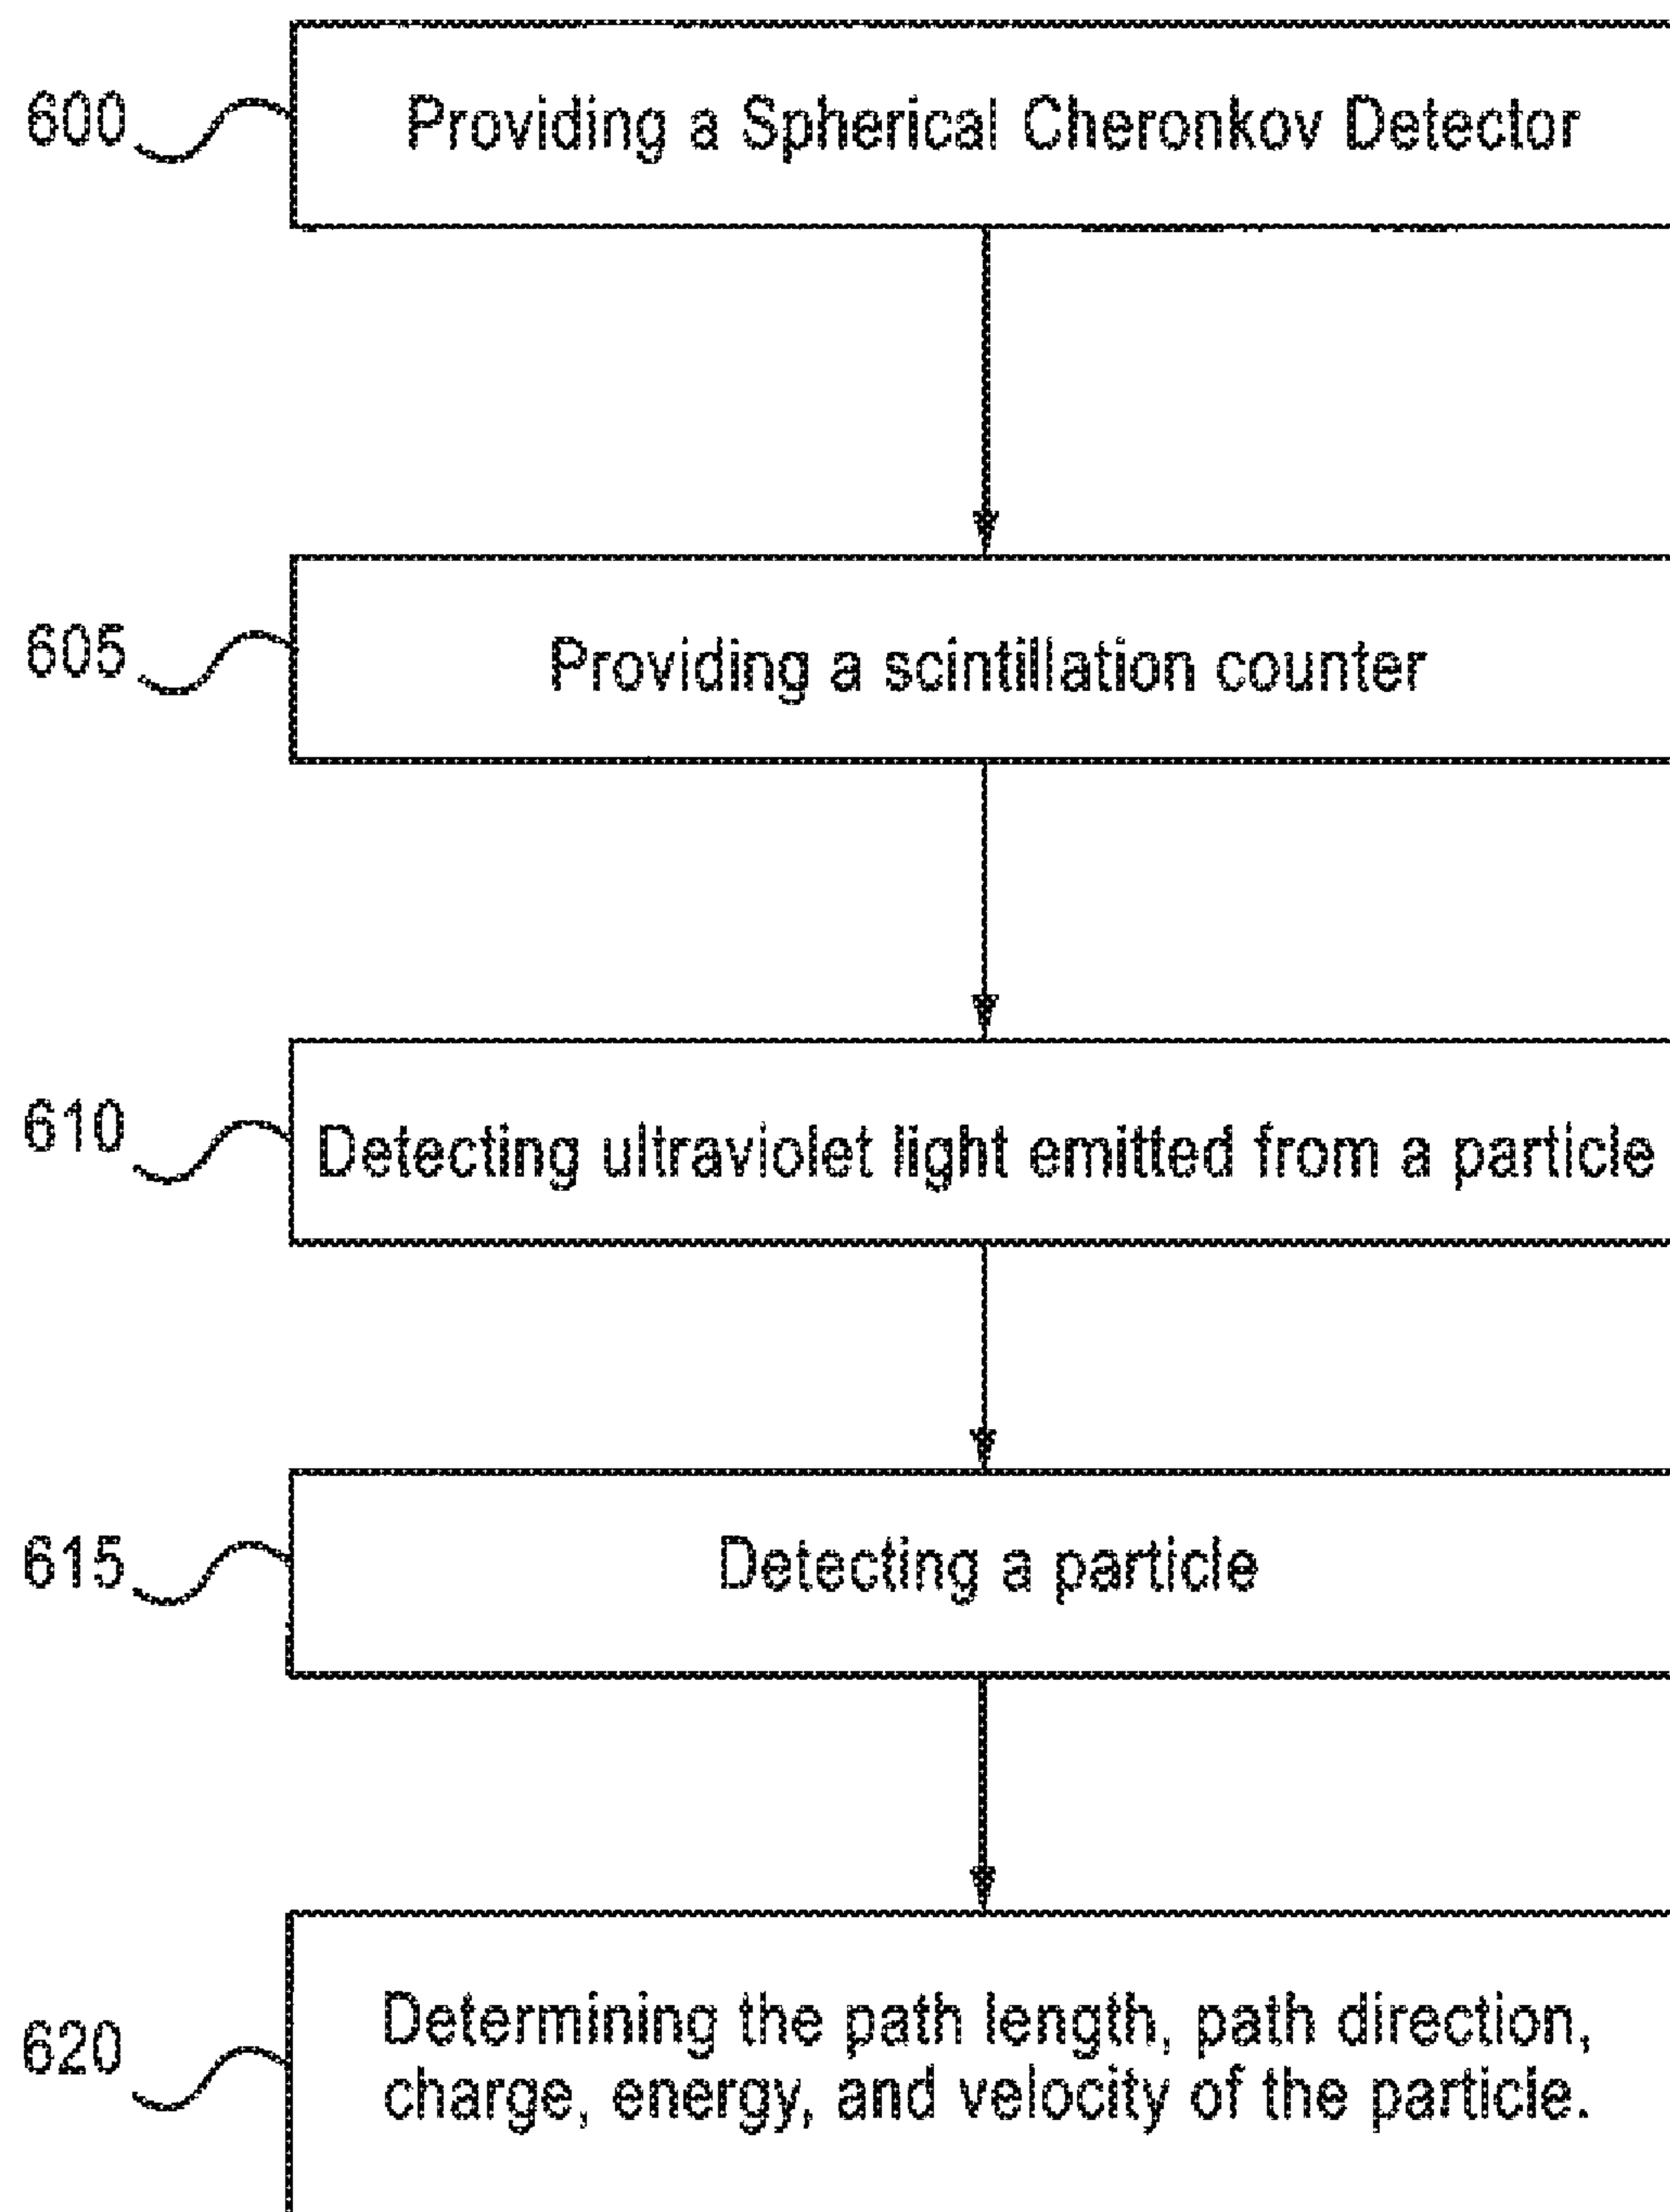 600
Providing a Spherical Cheronkov Detector
605
Providing a scintillation counter
610
Detecting ultraviolet light emitted from a particle
615
Detecting a particle
620
Determining the path length, path direction,
charge, energy, and velocity of the particle.